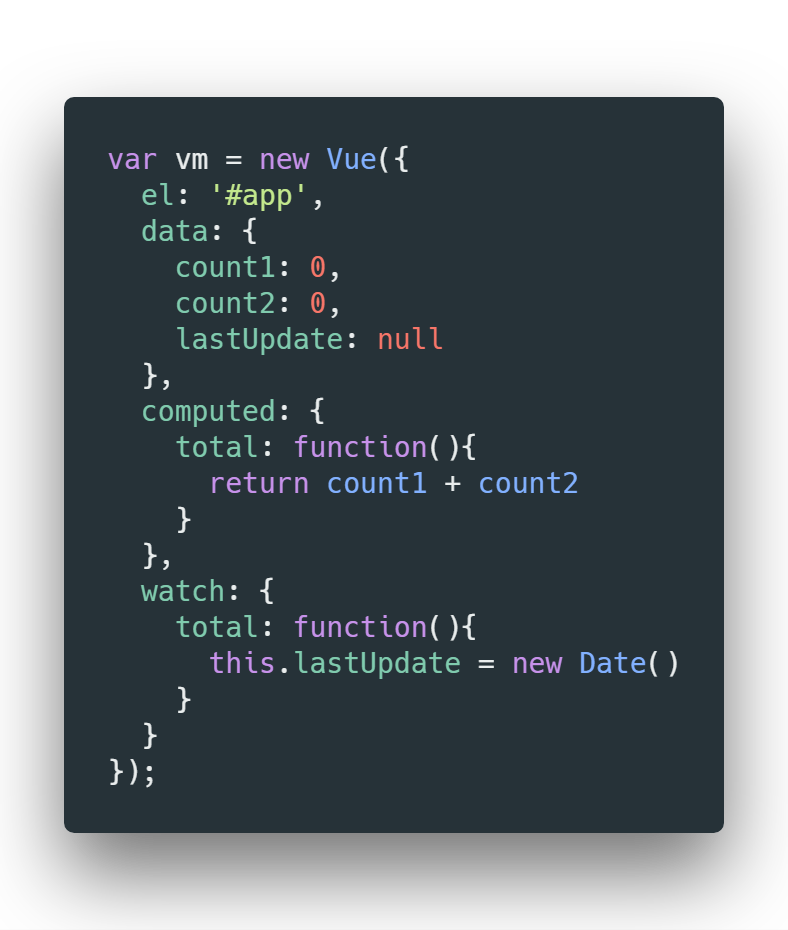 var vm = new Vue({
  el: '#app',
  data: {
    count1: 0,
    count2: 0,
    lastUpdate: null
  },
  computed: {
    total: function(){
      return count1 + count2
    }
  },
  watch: {
    total: function(){
      this.lastUpdate = new Date()
    }
  }
});